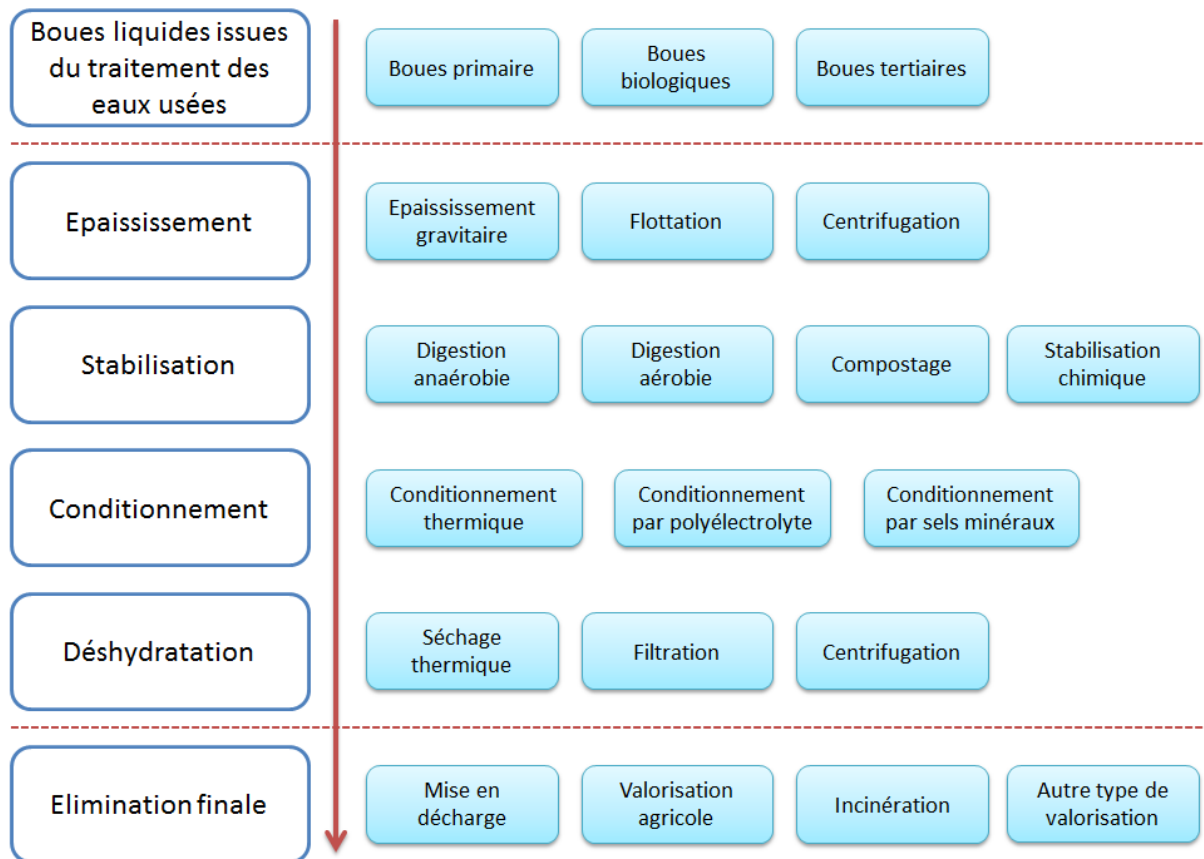 Boues liquides issues
du traitement des
eaux usées
Boues primaire
Boues
biologiques
Boues tertiaires
Epaississement
Epaississement
gravitaire
Flottation
Centrifugation
Stabilisation
Digestion
anaérobie
Digestion
aérobie
Compostage
Stabilisation
chimique
Conditionnement
Conditionnement
thermique
Conditionnement
par polyélectrolyte
Conditionnement
par sels minéraux
Déshydratation
Séchage
thermique
Filtration
Centrifugation
Elimination finale
Mise en
décharge
Valorisation
agricole
Incinération
Autre type de
valorisation